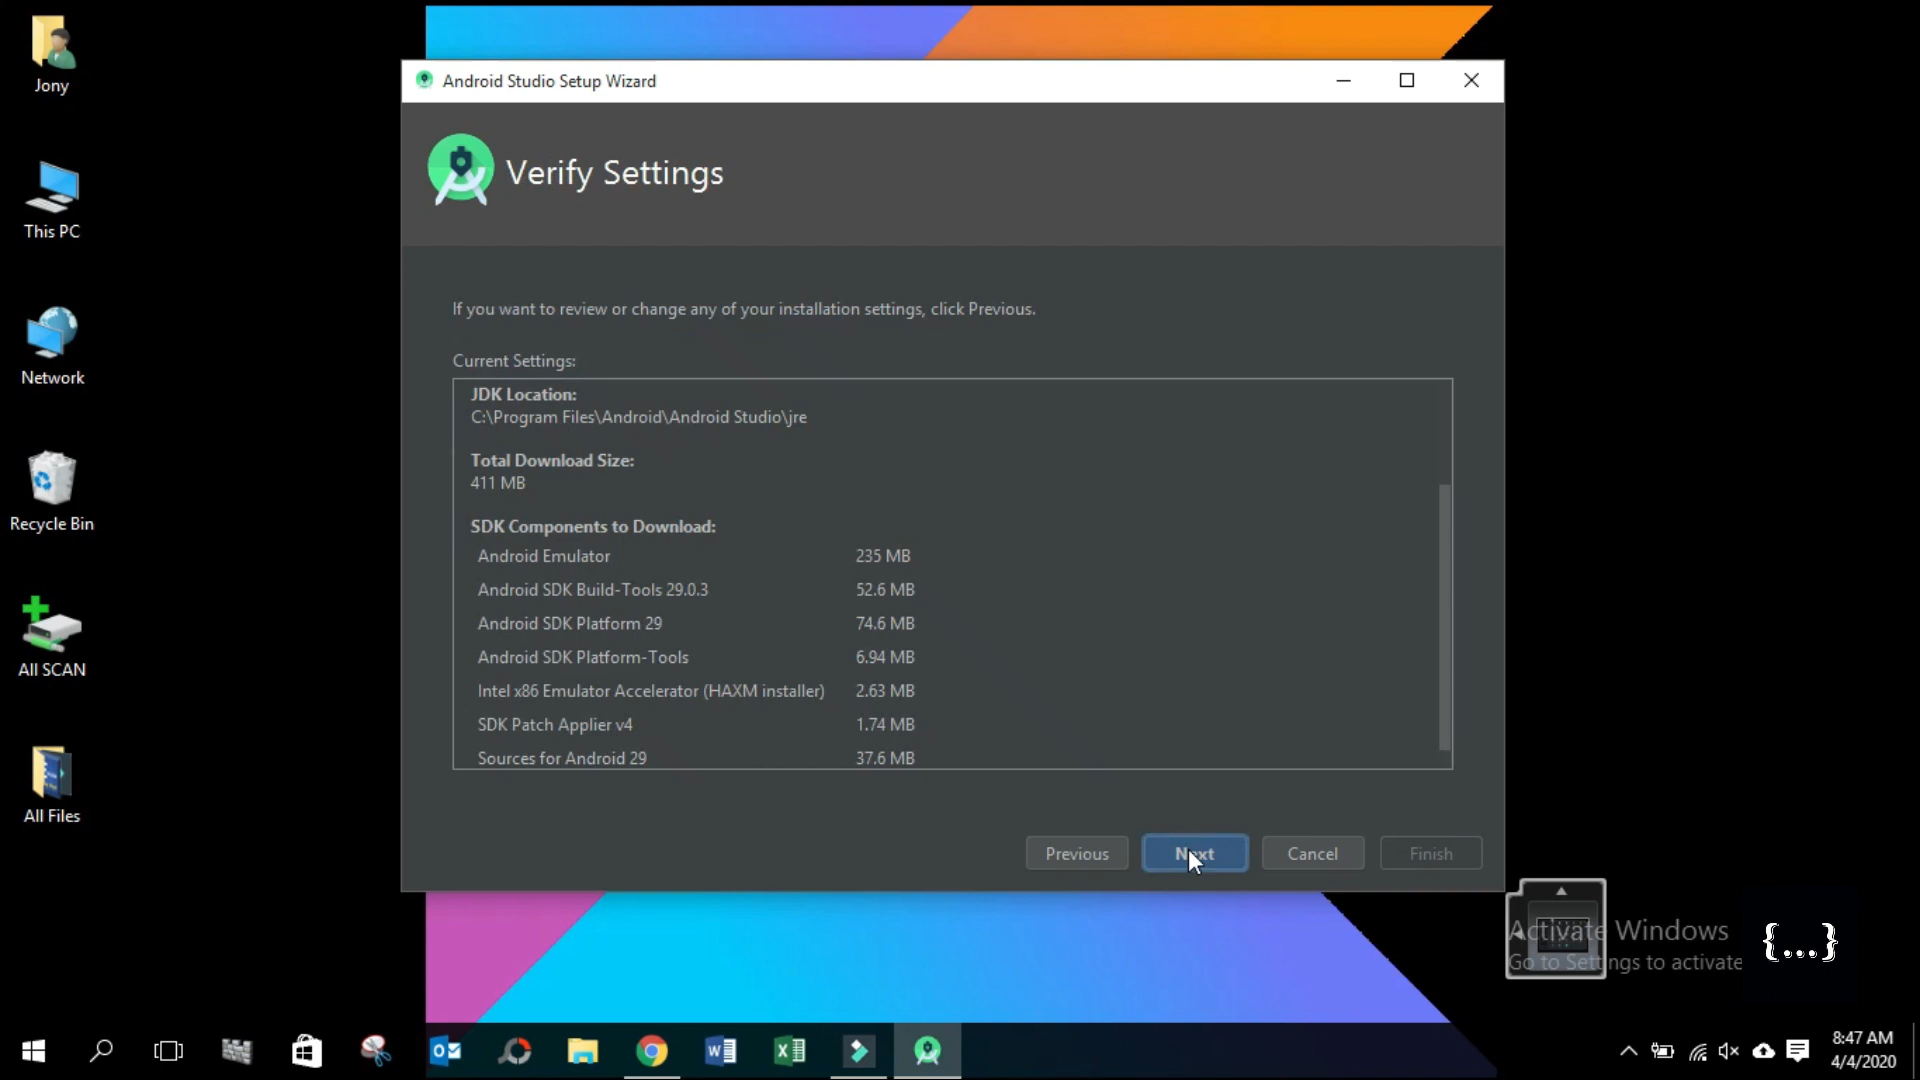 Jony
This PC
Network
Recycle Bin
All SCAN
All Files
Android Studio Setup Wizard
Verify Settings
If you want to review or change any of your installation settings, click Previous.
Current Settings:
JDK Location:
C:\Program Files\Android\Android Studio\jre
Total Download Size:
411 MB
SDK Components to Download:
Android Emulator 235 MB
Android SDK Build-Tools 29.0.3 52.6 MB
Android SDK Platform 29 74.6 MB
Android SDK Platform-Tools 6.94 MB
Intel x86 Emulator Accelerator (HAXM installer) 2.63 MB
SDK Patch Applier v4 1.74 MB
Sources for Android 29 37.6 MB
Previous Next Cancel Finish
Activate Windows
Go to Settings to activate
{...}
8:47 AM
4/4/2020